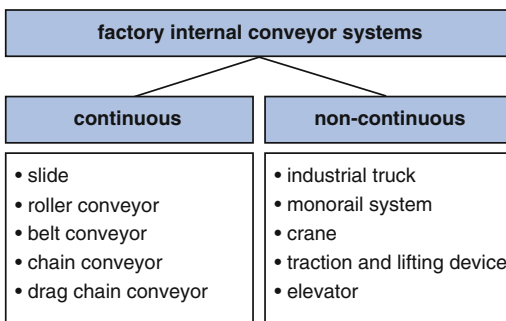 factory internal conveyor systems
continuous
• slide
• roller conveyor
• belt conveyor
• chain conveyor
• drag chain conveyor
non-continuous
• industrial truck
• monorail system
• crane
• traction and lifting device
• elevator